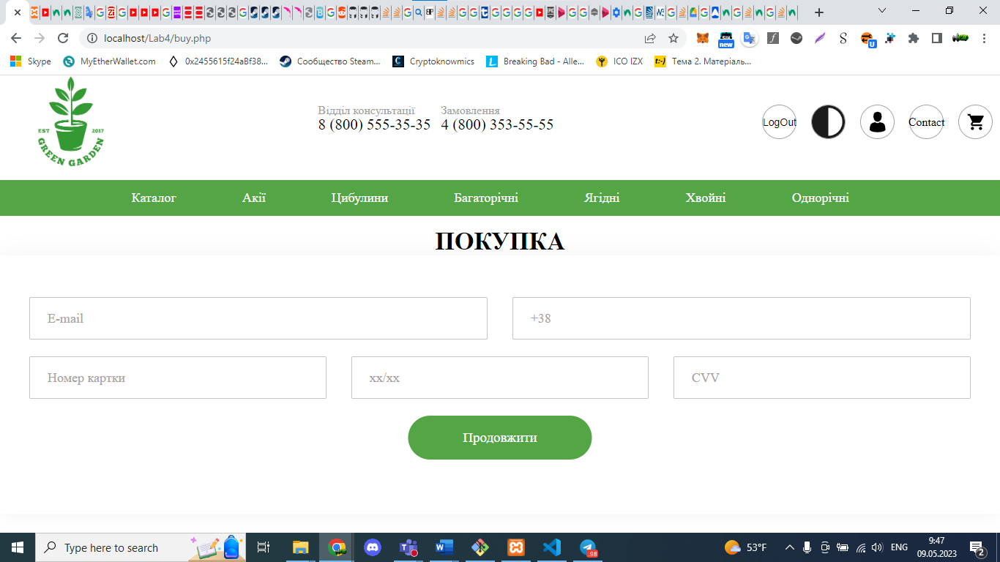 localhost/Lab4/buy.php
new
U
Skype
MyEtherWallet.com
0x2455615f24aBf38...
Сообщество Steam...
Cryptoknowmics
Breaking Bad - Alle...
ICO IZX
Тема 2. Матеріаль...
EST 2017
GREEN GARDEN
Відділ консультації
8 (800) 555-35-35
Замовлення
4 (800) 353-55-55
LogOut
Contact
Каталог
Акії
Цибулини
Багаторічні
Ягідні
Хвойні
Однорічні
ПОКУПКА
E-mail
+38
Номер картки
xx/xx
CVV
Продовжити
Type here to search
98
53°F
ENG
9:47
09.05.2023
2